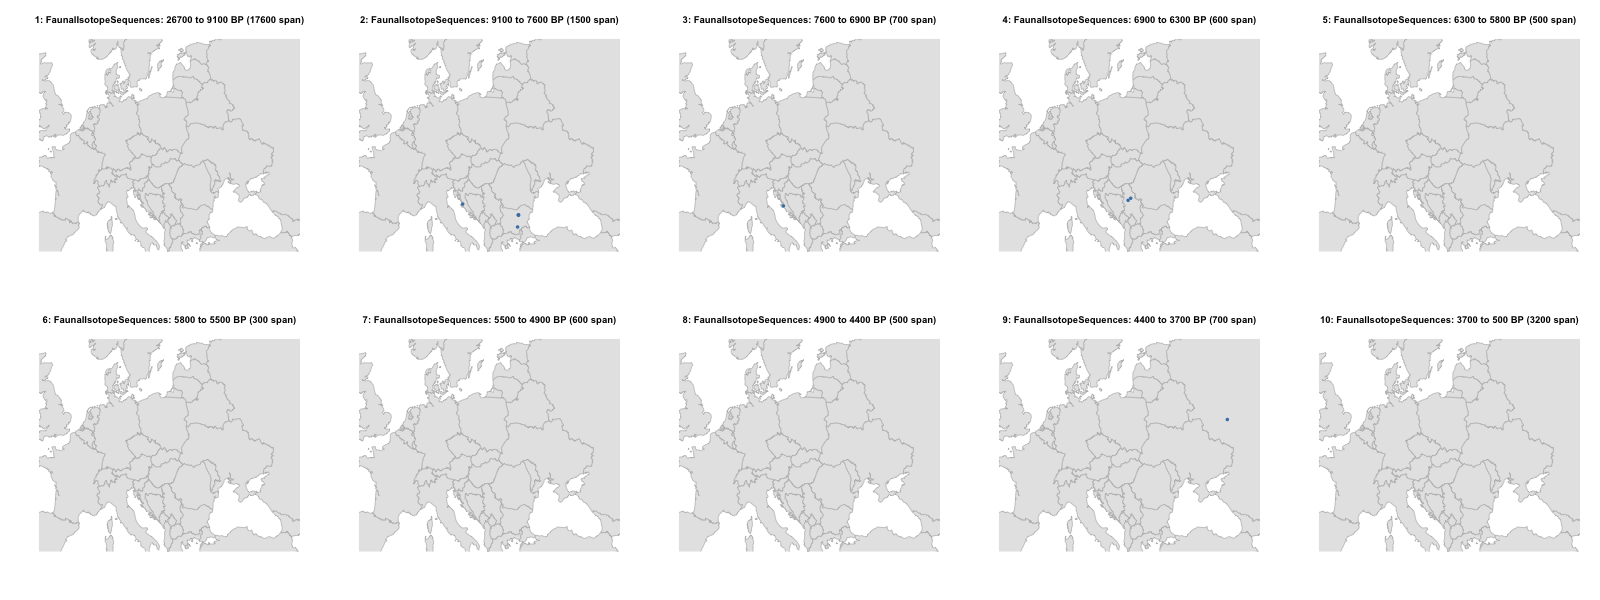 1: FaunalIsotopeSequences: 26700 to 9100 BP (17600 span)
2: FaunalIsotopeSequences: 9100 to 7600 BP (1500 span)
3: FaunalIsotopeSequences: 7600 to 6900 BP (700 span)
4: FaunalIsotopeSequences: 6900 to 6300 BP (600 span)
5: FaunalIsotopeSequences: 6300 to 5800 BP (500 span)
6: FaunalIsotopeSequences: 5800 to 5500 BP (300 span)
7: FaunalIsotopeSequences: 5500 to 4900 BP (600 span)
8: FaunalIsotopeSequences: 4900 to 4400 BP (500 span)
9: FaunalIsotopeSequences: 4400 to 3700 BP (700 span)
10: FaunalIsotopeSequences: 3700 to 500 BP (3200 span)